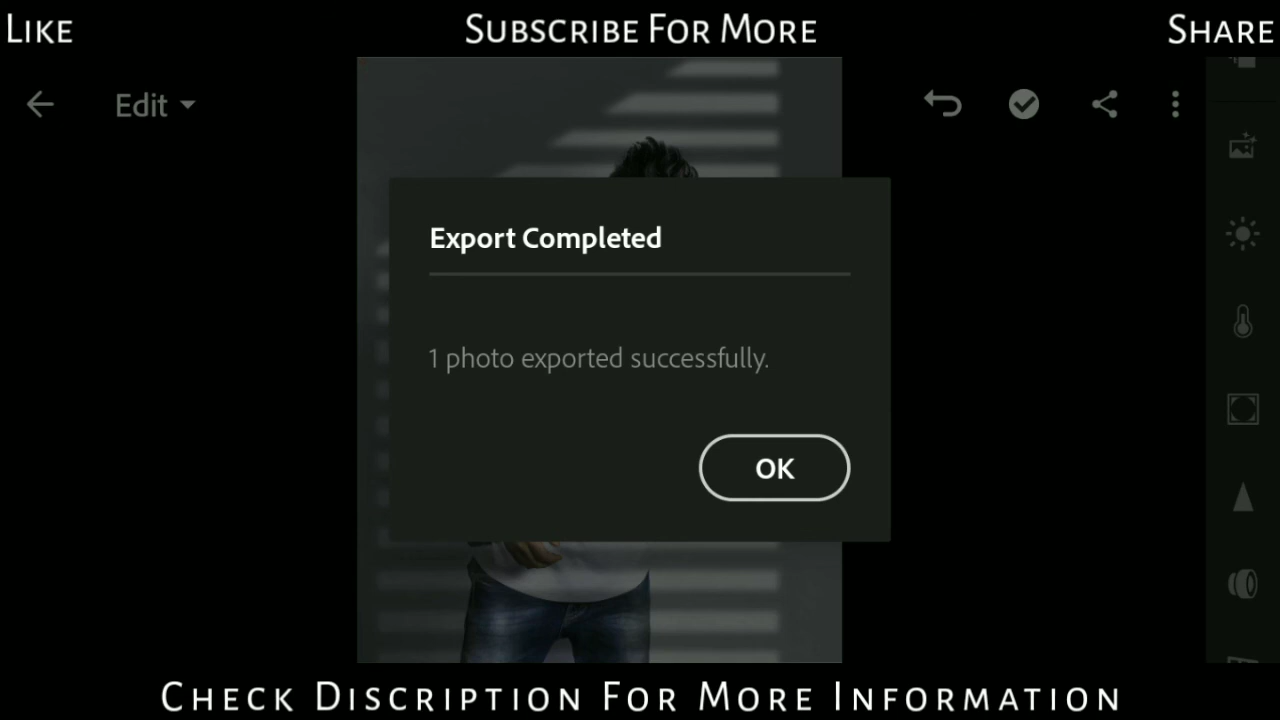 LIKE
SUBSCRIBE FOR MORE
SHARE
Edit
Export Completed
1 photo exported successfully.
OK
CHECK DISCRIPTION FOR MORE INFORMATION